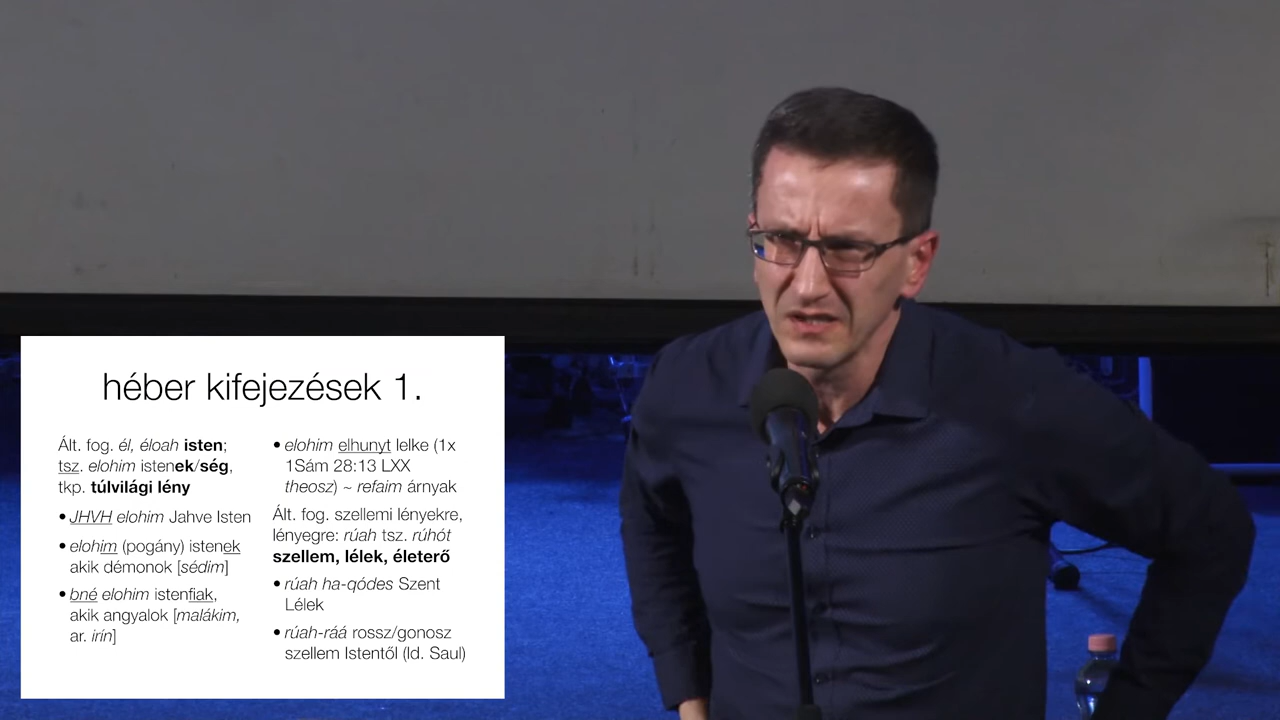 héber kifejezések 1.
Ált. fog. él, éloah isten;
tsz. elohim istenek/ség,
tkp. túlvilági lény
• JHVH elohim Jahve Isten
• elohim (pogány) istenek
akik démonok [sédim]
• bné elohim istenfiak,
akik angyalok [malákim,
ar. irín]
• elohim elhunyt lelke (1x
1Sám 28:13 LXX
theosz) ~ refaim árnyak
Ált. fog. szellemi lényekre,
lényegre: rúah tsz. rúhót
szellem, lélek, életerő
• rúah ha-qódes Szent
Lélek
• rúah-ráá rossz/gonosz
szellem Istentől (ld. Saul)